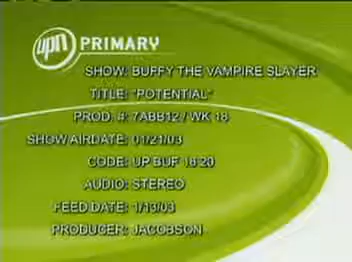 upn PRIMARY
SHOW: BUFFY THE VAMPIRE SLAYER
TITLE: "POTENTIAL"
PROD. #: 7ABB12 / WK 18
SHOW AIRDATE: 01/21/03
CODE: UP BUF 18 20
AUDIO: STEREO
FEED DATE: 1/13/03
PRODUCER: JACOBSON